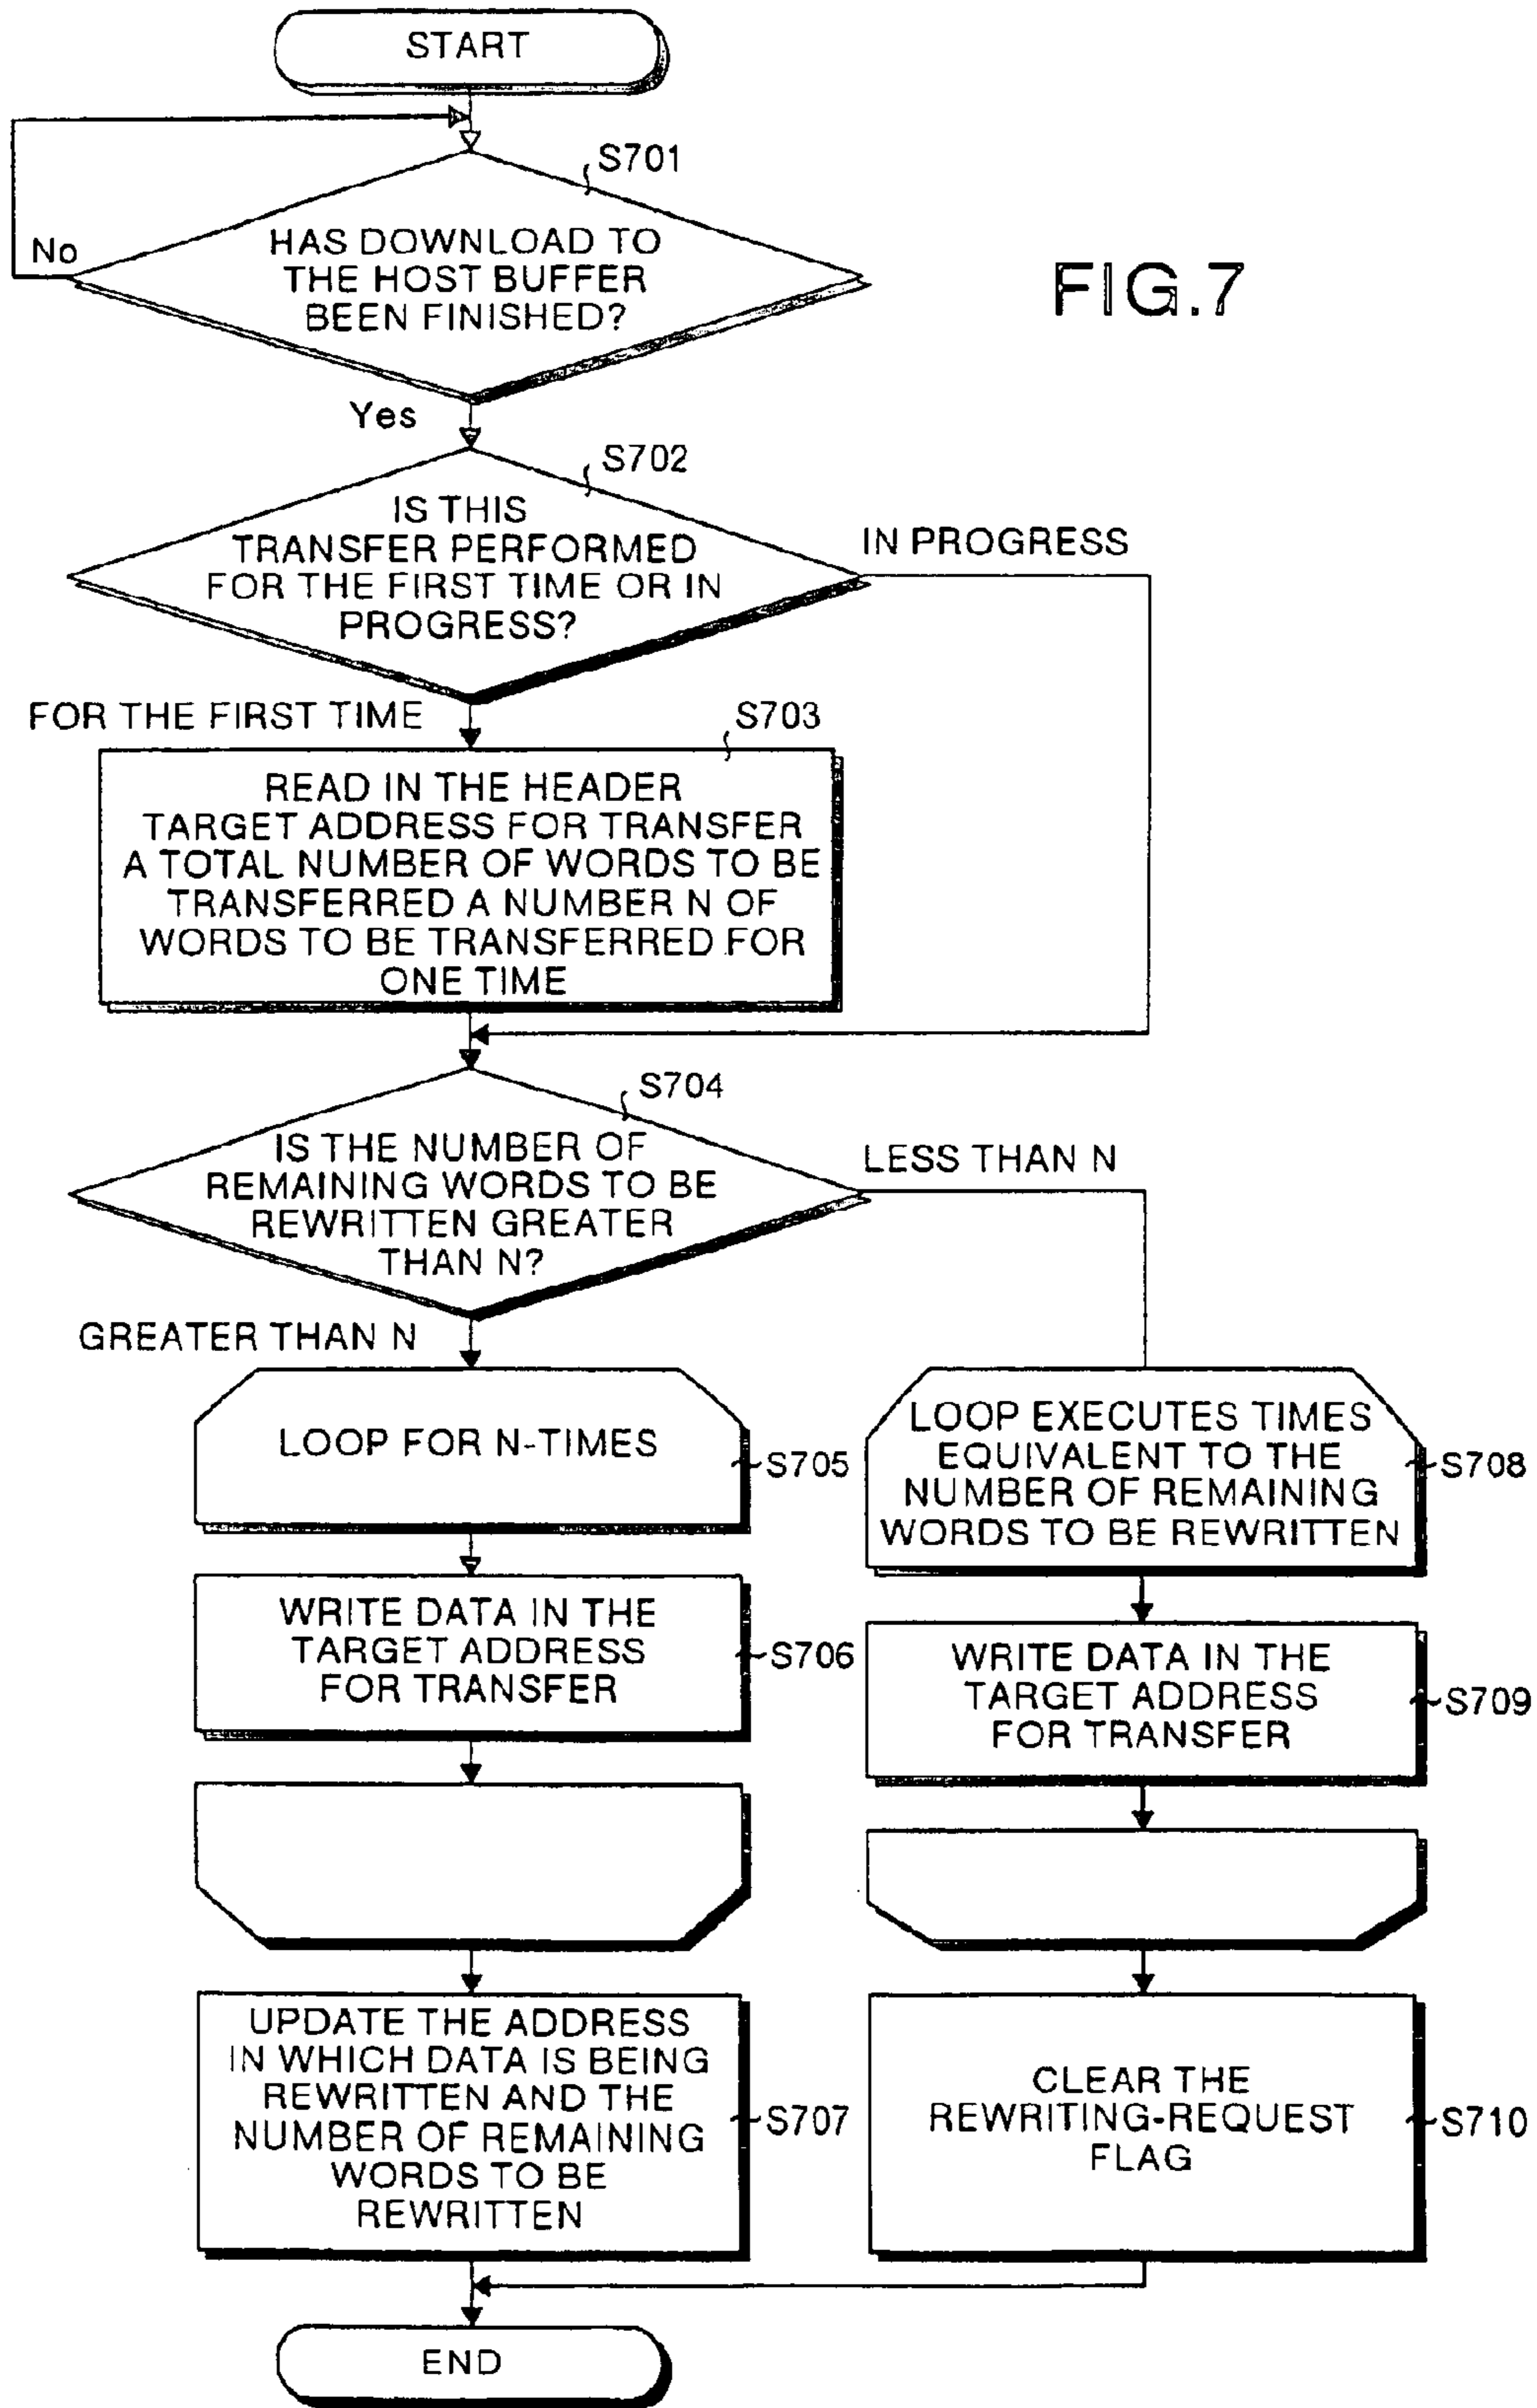 START
S701
No
HAS DOWNLOAD TO
THE HOST BUFFER
BEEN FINISHED?
FIG.7
Yes
S702
IS THIS
TRANSFER PERFORMED
FOR THE FIRST TIME OR IN
PROGRESS?
IN PROGRESS
FOR THE FIRST TIME
S703
READ IN THE HEADER
TARGET ADDRESS FOR TRANSFER
A TOTAL NUMBER OF WORDS TO BE
TRANSFERRED A NUMBER N OF
WORDS TO BE TRANSFERRED FOR
ONE TIME
S704
IS THE NUMBER OF
REMAINING WORDS TO BE
REWRITTEN GREATER
THAN N?
LESS THAN N
GREATER THAN N
LOOP FOR N-TIMES
S705
LOOP EXECUTES TIMES
EQUIVALENT TO THE
NUMBER OF REMAINING
WORDS TO BE REWRITTEN
S708
WRITE DATA IN THE
TARGET ADDRESS
FOR TRANSFER
S706
WRITE DATA IN THE
TARGET ADDRESS
FOR TRANSFER
S709
UPDATE THE ADDRESS
IN WHICH DATA IS BEING
REWRITTEN AND THE
NUMBER OF REMAINING
WORDS TO BE
REWRITTEN
S707
CLEAR THE
REWRITING-REQUEST
FLAG
S710
END